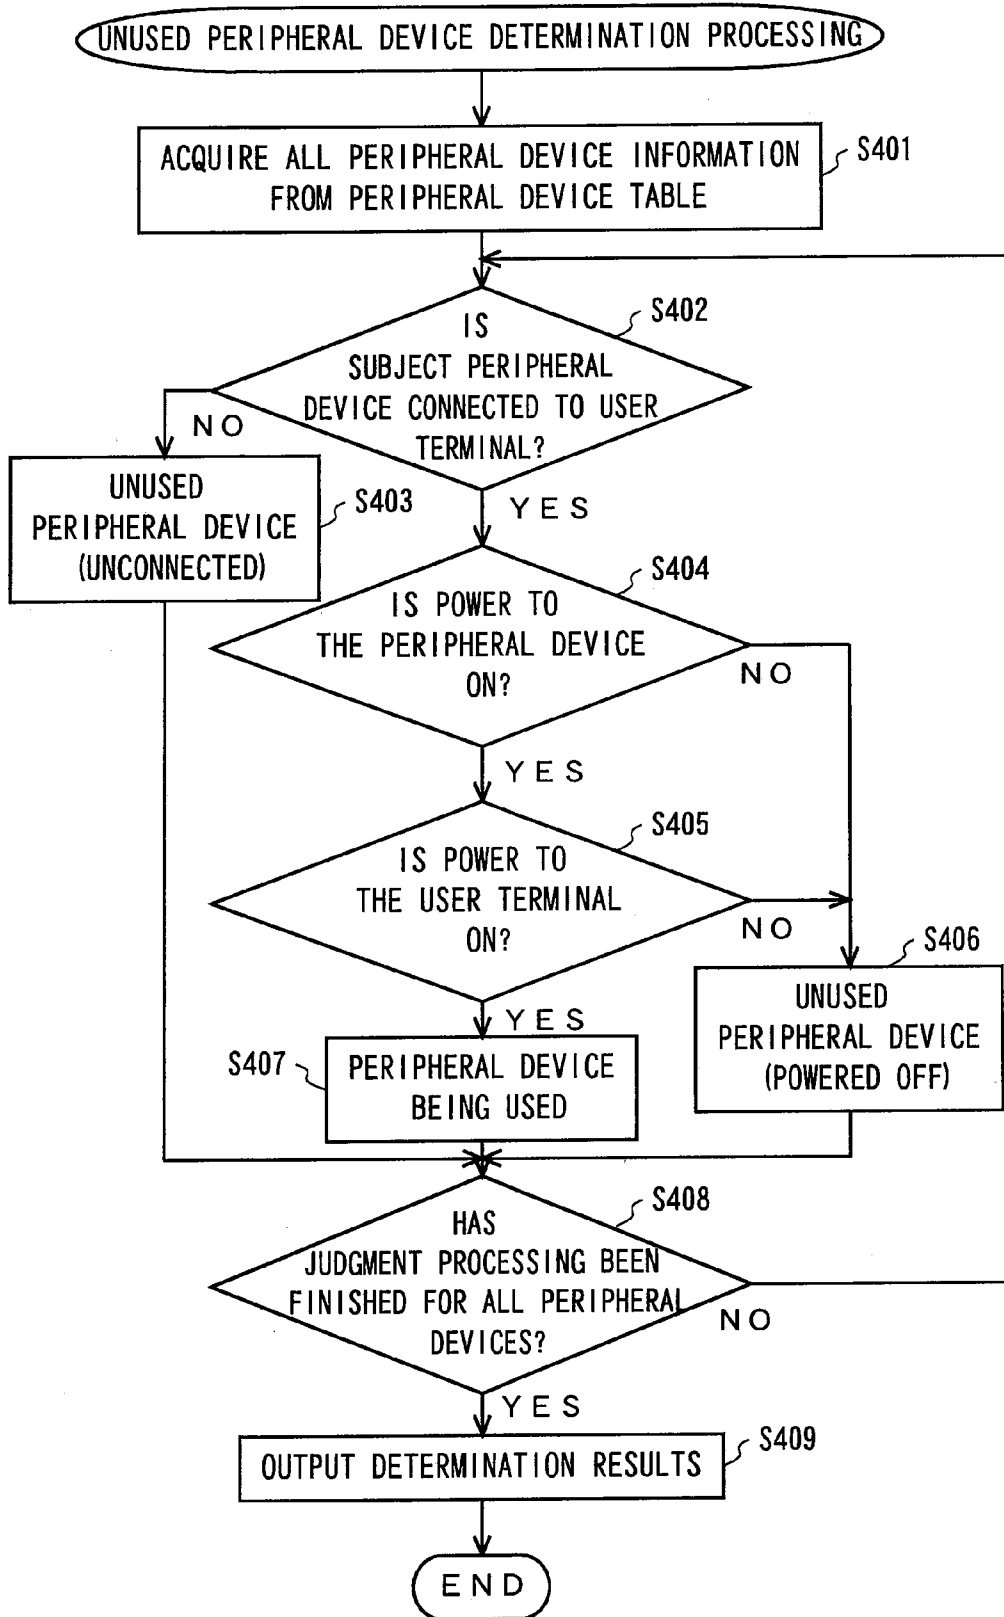 UNUSED PERIPHERAL DEVICE DETERMINATION PROCESSING
ACQUIRE ALL PERIPHERAL DEVICE INFORMATION
FROM PERIPHERAL DEVICE TABLE
S401
IS
SUBJECT PERIPHERAL
DEVICE CONNECTED TO USER
TERMINAL?
S402
NO
YES
UNUSED
PERIPHERAL DEVICE
(UNCONNECTED)
S403
IS POWER TO
THE PERIPHERAL DEVICE
ON?
S404
NO
YES
IS POWER TO
THE USER TERMINAL
ON?
S405
NO
YES
UNUSED
PERIPHERAL DEVICE
(POWERED OFF)
S406
S407
PERIPHERAL DEVICE
BEING USED
HAS
JUDGMENT PROCESSING BEEN
FINISHED FOR ALL PERIPHERAL
DEVICES?
S408
NO
YES
OUTPUT DETERMINATION RESULTS
S409
END